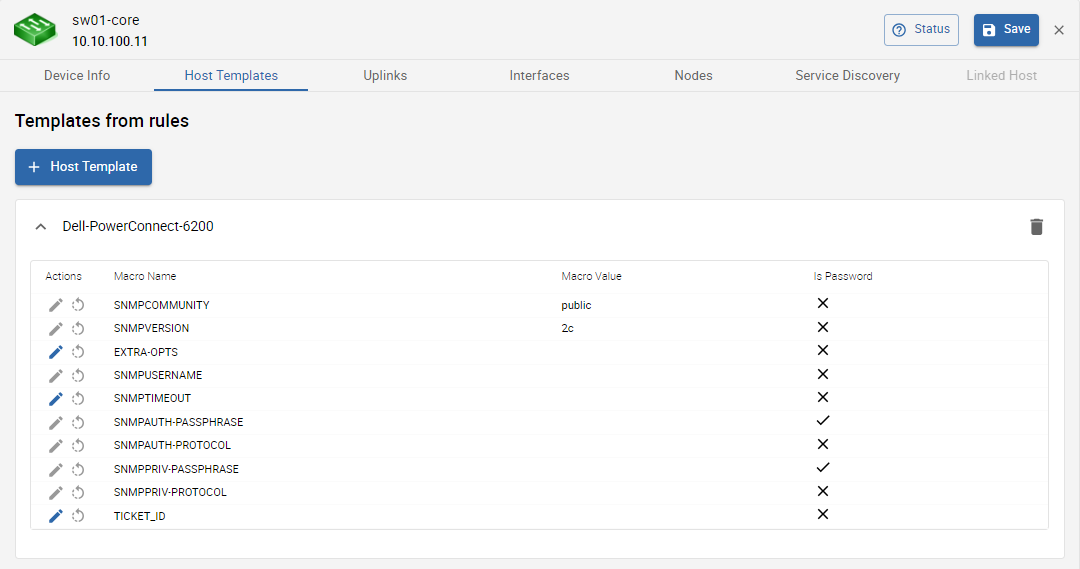 sw01-core
10.10.100.11
Status
Save
Device Info Host Templates Uplinks Interfaces Nodes Service Discovery Linked Host
Templates from rules
+ Host Template
Dell-PowerConnect-6200
Actions Macro Name Macro Value Is Password
SNMPCOMMUNITY public
SNMPVERSION 2c
EXTRA-OPTS
SNMPUSERNAME
SNMPTIMEOUT
SNMPAUTH-PASSPHRASE
SNMPAUTH-PROTOCOL
SNMPPRIV-PASSPHRASE
SNMPPRIV-PROTOCOL
TICKET_ID